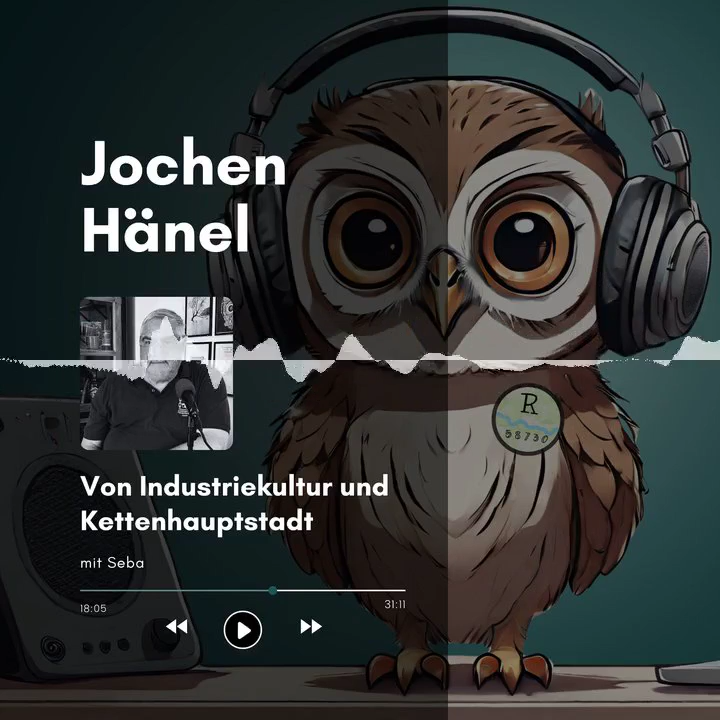 Jochen
Hänel
R
58730
Von Industriekultur und
Kettenhauptstadt
mit Seba
18:05
31:11